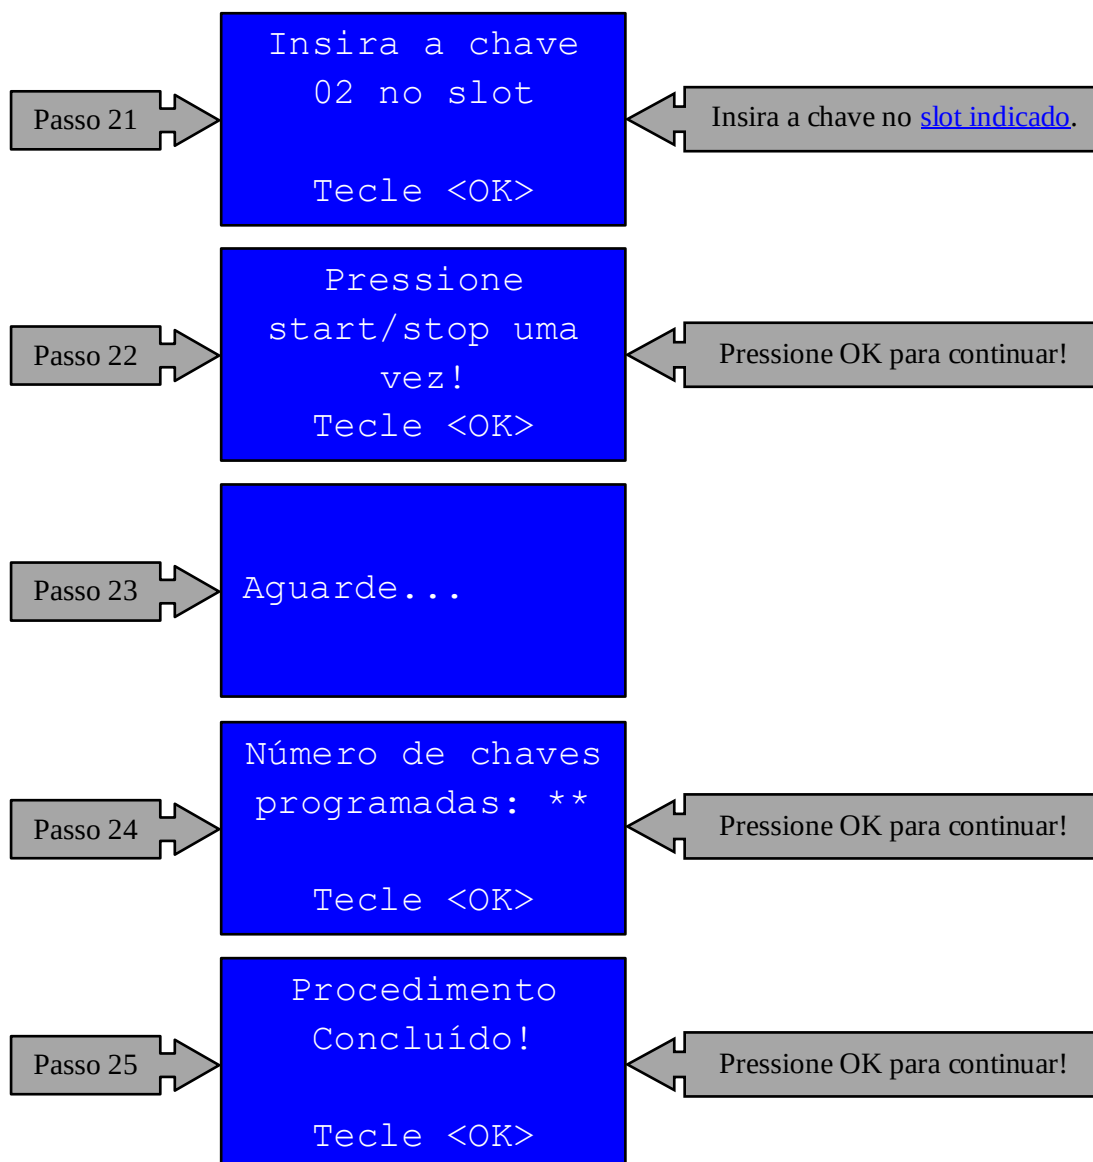 Insira a chave
02 no slot
Passo 21
Insira a chave no slot indicado.
Tecle <OK>
Pressione
start/stop uma
Passo 22
Pressione OK para continuar!
vez!
Tecle <OK>
Passo 23
Aguarde...
Número de chaves
programadas: **
Passo 24
Pressione OK para continuar!
Tecle <OK>
Procedimento
Concluído!
Passo 25
Pressione OK para continuar!
Tecle <OK>